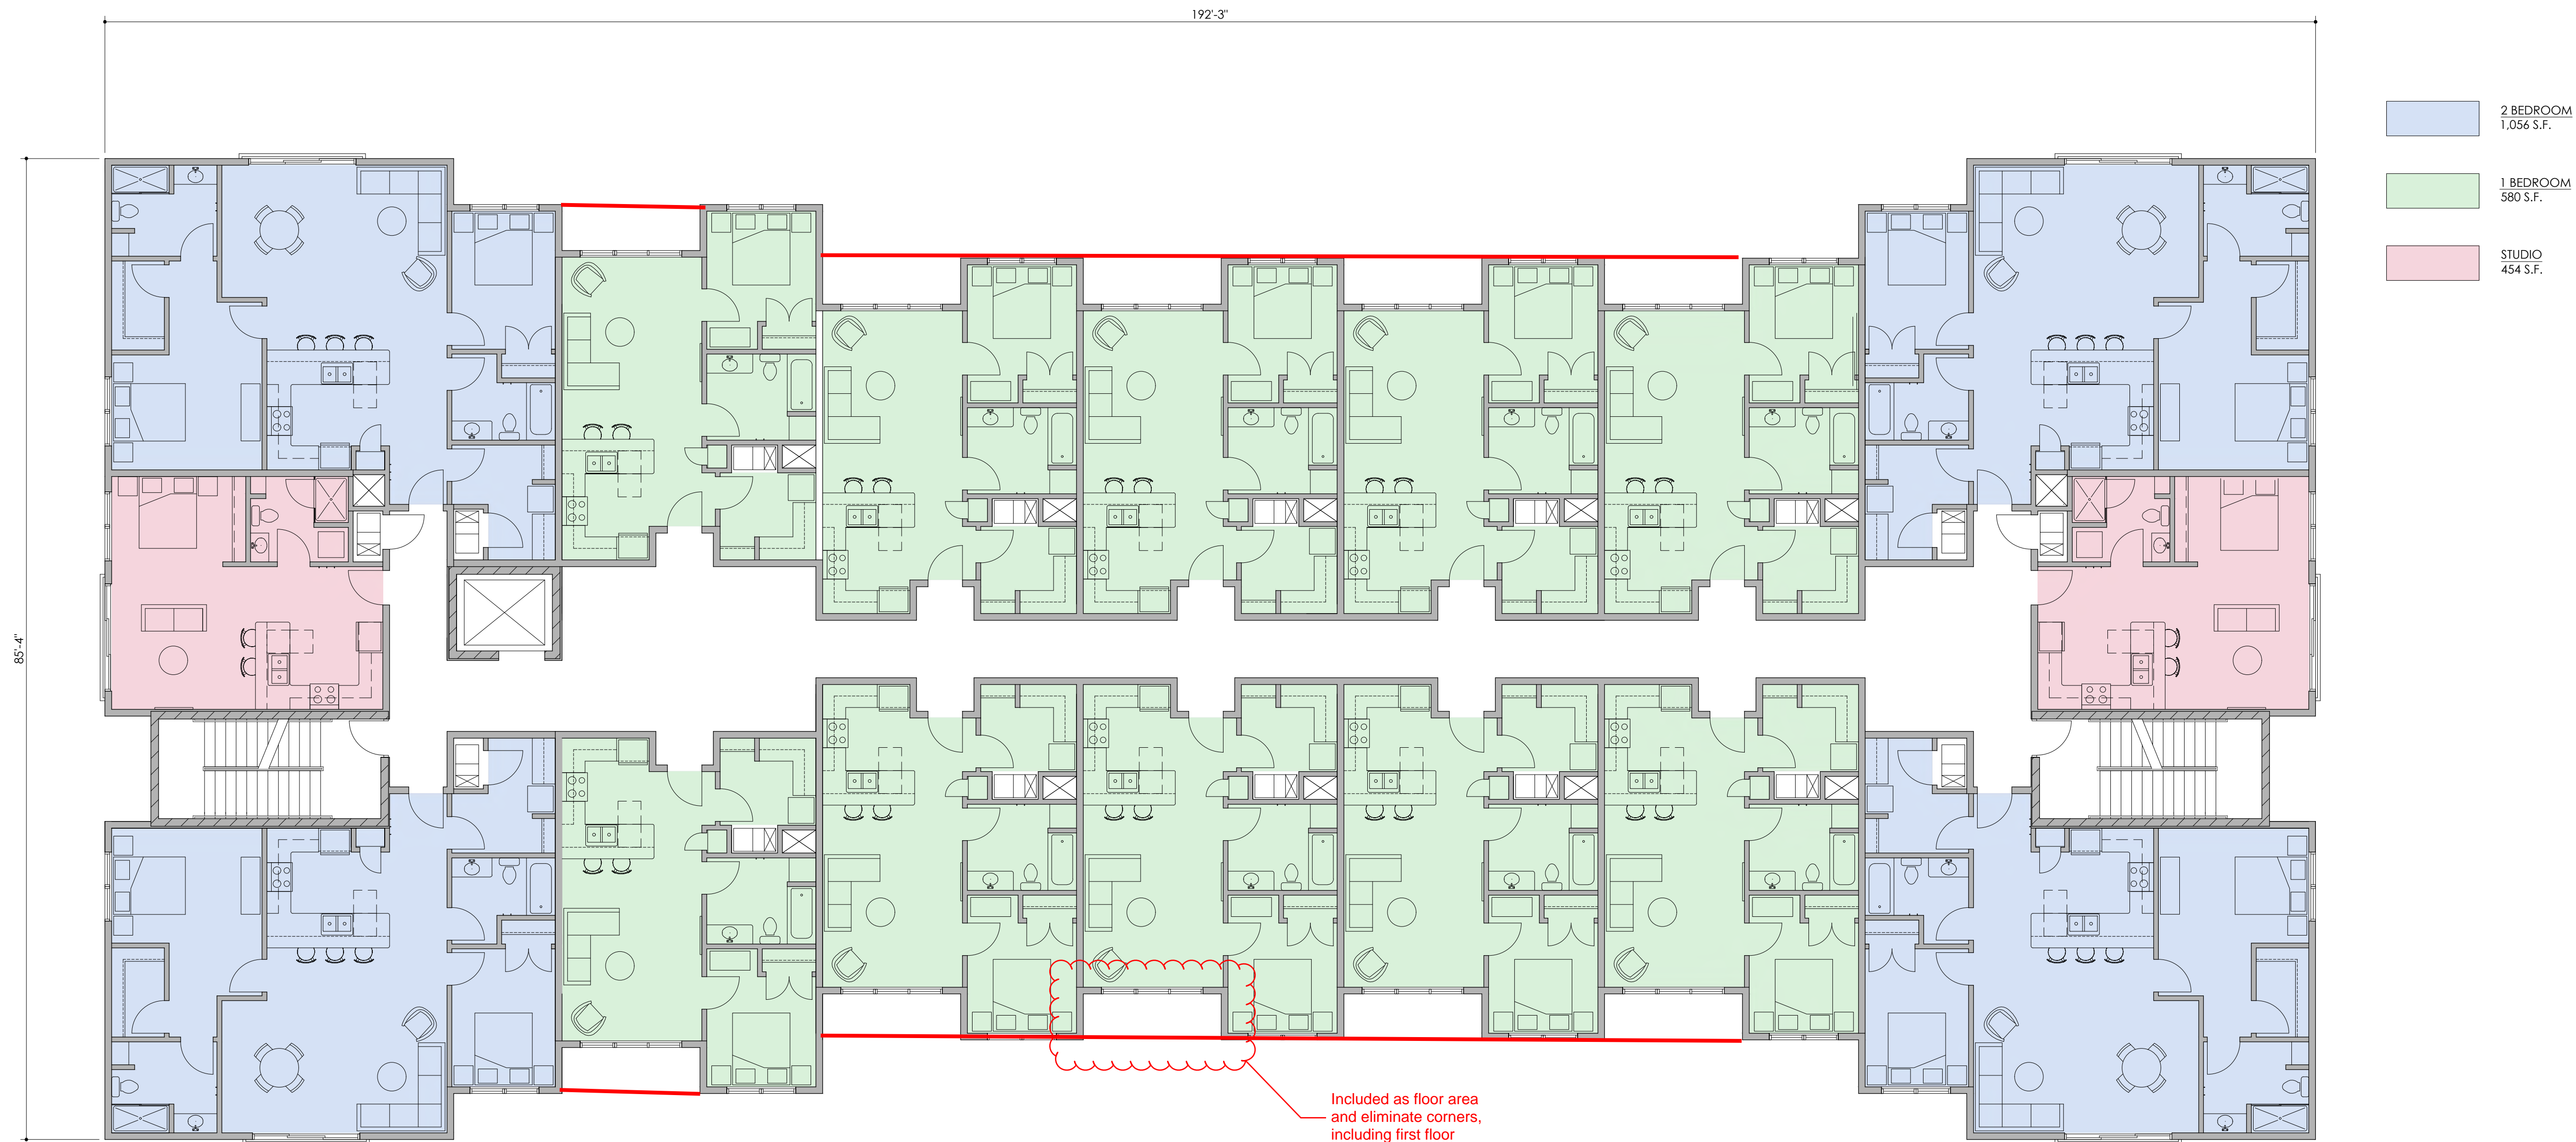 192'-3"
2 BEDROOM
1,056 S.F.
1 BEDROOM
580 S.F.
STUDIO
454 S.F.
85'-4"
Included as floor area
and eliminate corners,
including first floor